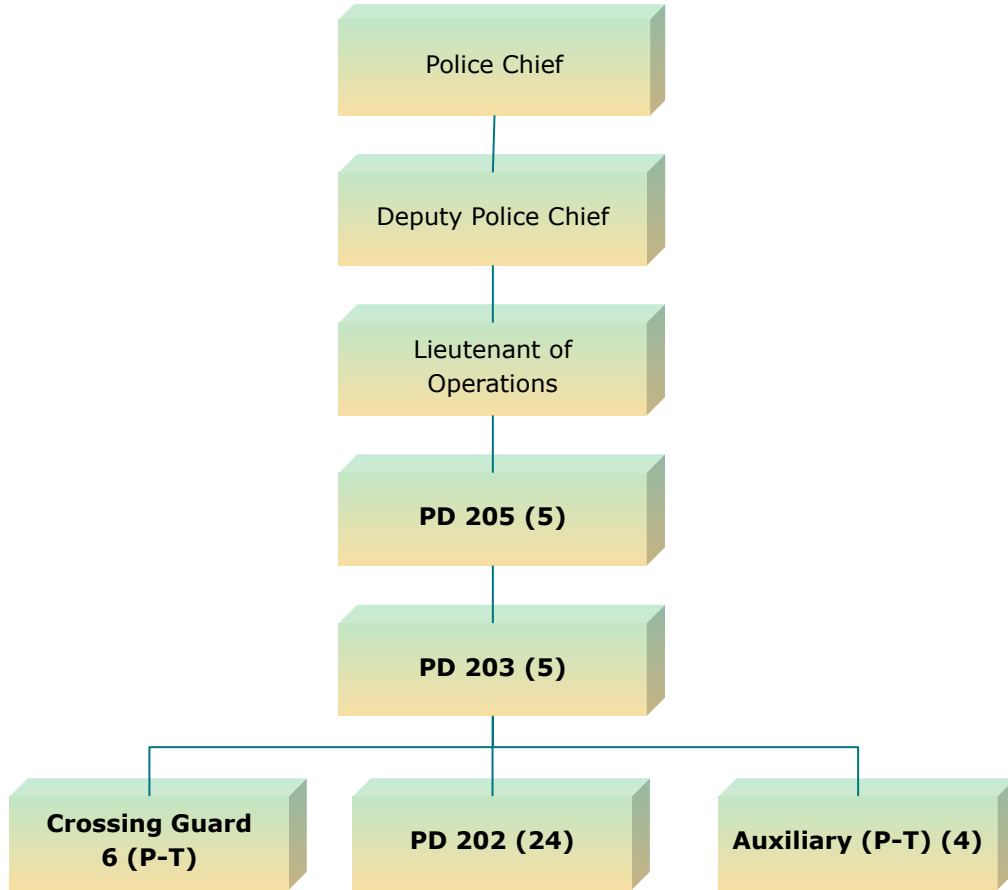 Police Chief
Deputy Police Chief
Lieutenant of
Operations
PD 205 (5)
PD 203 (5)
Crossing Guard
6 (P-T)
PD 202 (24)
Auxiliary (P-T) (4)